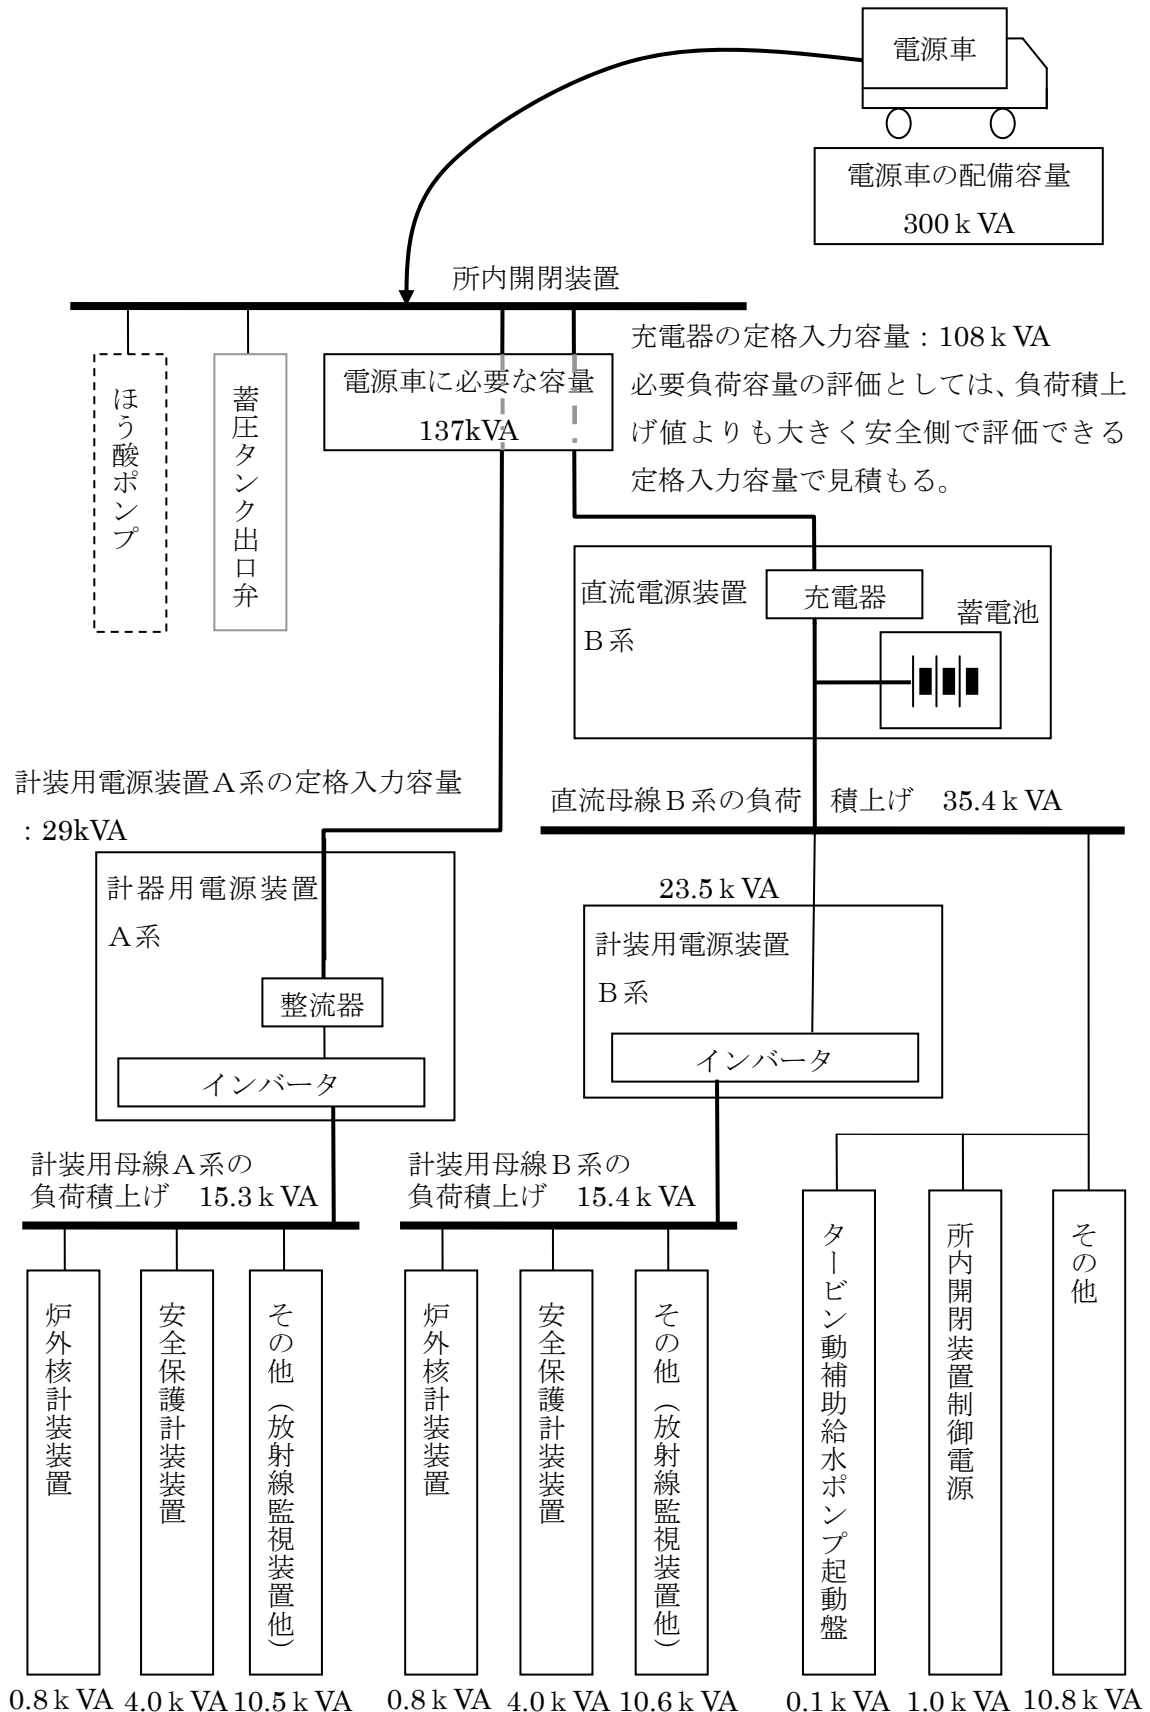 電源車
電源車の配備容量
300ｋVA
所内開閉装置
充電器の定格入力容量：108ｋVA
必要負荷容量の評価としては、負荷積上
げ値よりも大きく安全側で評価できる
定格入力容量で見積もる。
電源車に必要な容量
137kVA
ほう酸ポンプ
蓄圧タンク出口弁
直流電源装置
Ｂ系
充電器
蓄電池
計装用電源装置Ａ系の定格入力容量
：29kVA
直流母線Ｂ系の負荷　積上げ　35.4ｋVA
計器用電源装置
Ａ系
整流器
インバータ
23.5ｋVA
計装用電源装置
Ｂ系
インバータ
計装用母線Ａ系の
負荷積上げ　15.3ｋVA
計装用母線Ｂ系の
負荷積上げ　15.4ｋVA
炉外核計装装置
安全保護計装装置
その他（放射線監視装置他）
炉外核計装装置
安全保護計装装置
その他（放射線監視装置他）
タービン動補助給水ポンプ起動盤
所内開閉装置制御電源
その他
0.8ｋVA 4.0ｋVA 10.5ｋVA 0.8ｋVA 4.0ｋVA 10.6ｋVA 0.1ｋVA 1.0ｋVA 10.8ｋVA